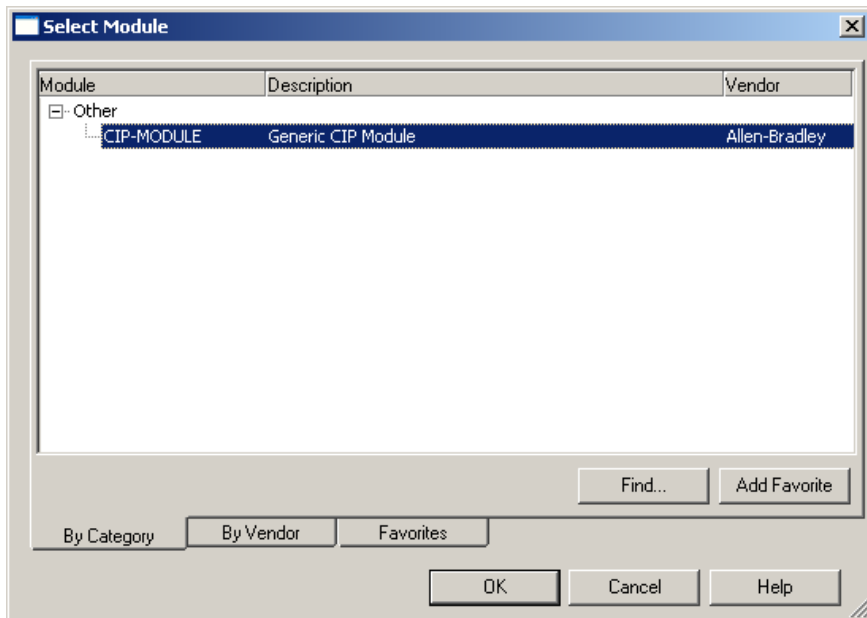 Select Module
Module Description Vendor
Other
CIP-MODULE Generic CIP Module Allen-Bradley
Find... Add Favorite
By Category By Vendor Favorites
OK Cancel Help